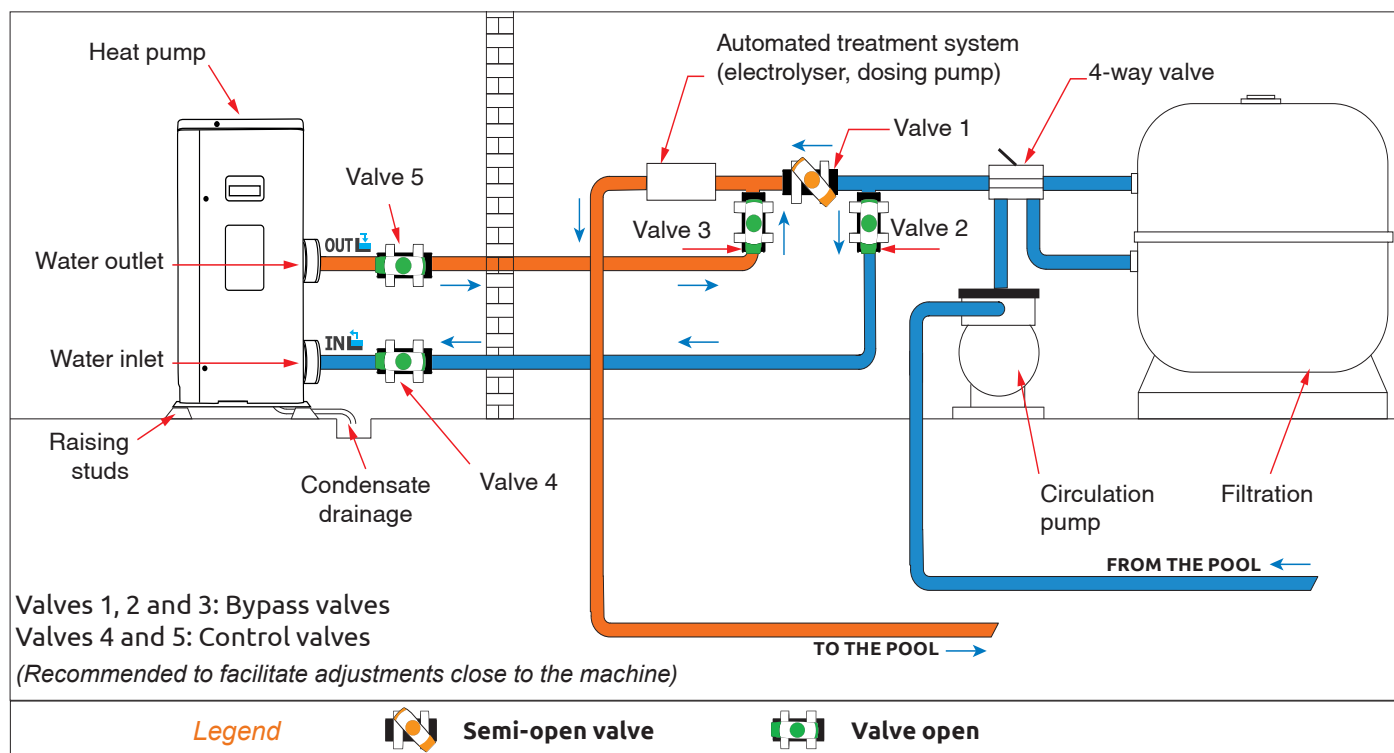 Heat pump
Automated treatment system
(electrolyser, dosing pump)
4-way valve
Valve 1
Valve 5
Valve 3
Valve 2
OUT
Water outlet
IN
Water inlet
Raising
studs
Condensate
drainage
Valve 4
Circulation
pump
Filtration
FROM THE POOL
Valves 1, 2 and 3: Bypass valves
Valves 4 and 5: Control valves
TO THE POOL
(Recommended to facilitate adjustments close to the machine)
Legend
Semi-open valve
Valve open